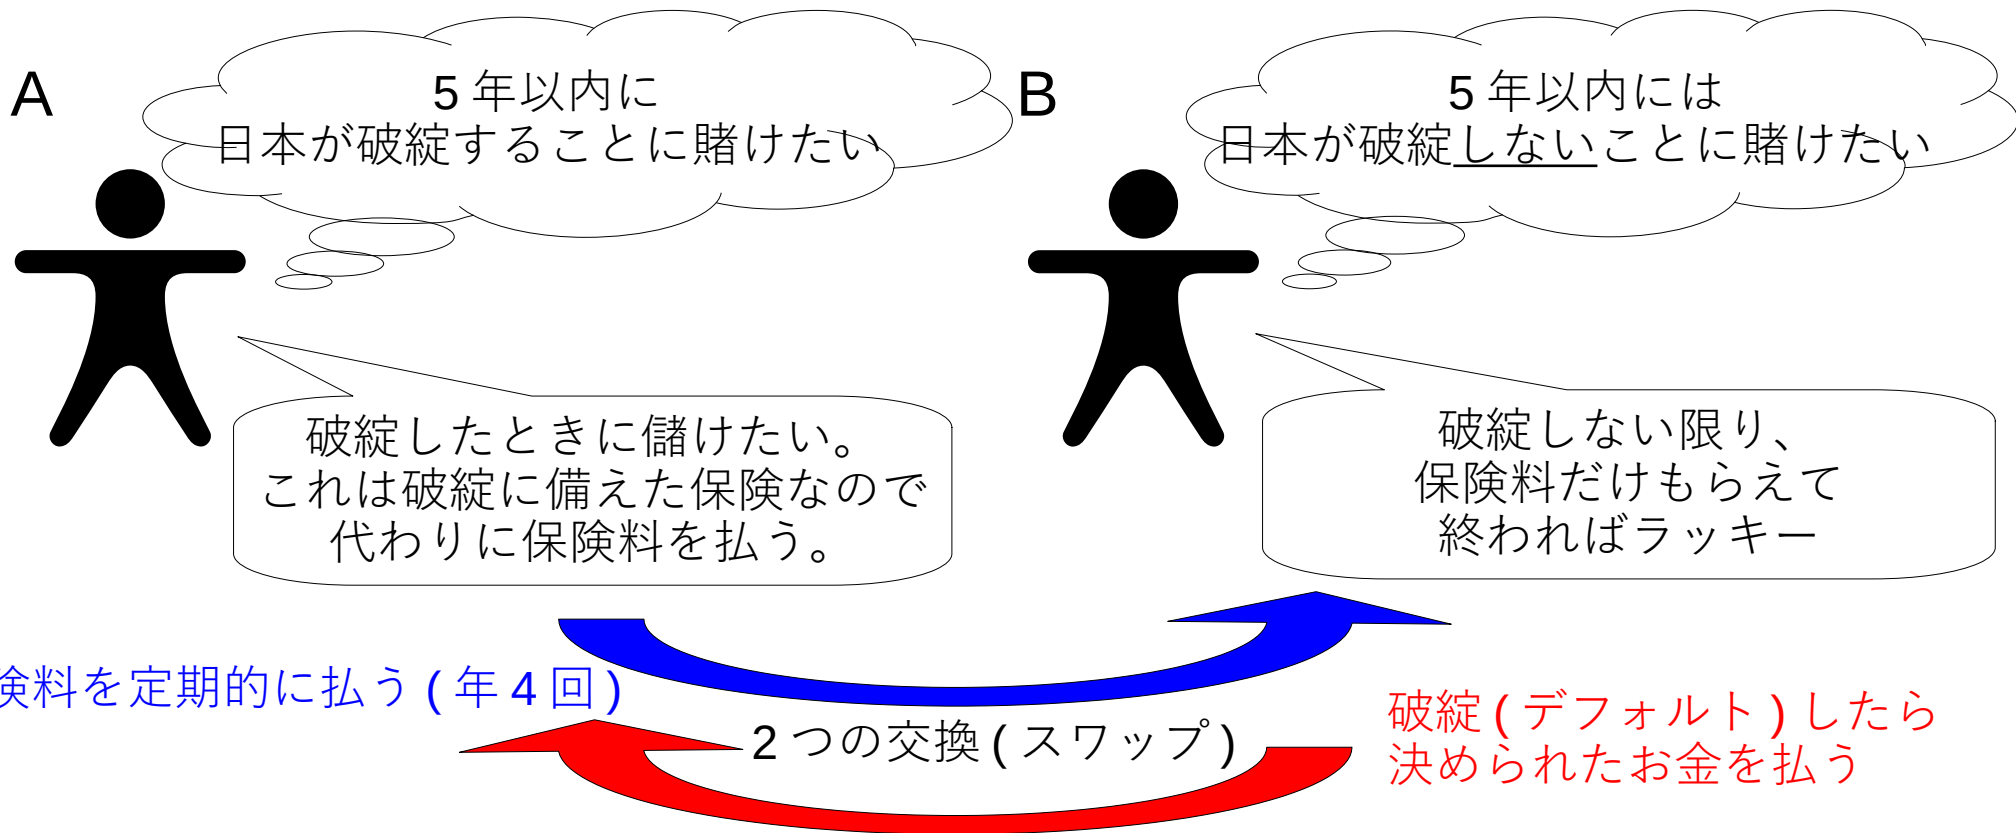 A
5 年以内に
日本が破綻することに賭けたい
B
5 年以内には
日本が破綻しないことに賭けたい
破綻したときに儲けたい。
これは破綻に備えた保険なので
代わりに保険料を払う。
破綻しない限り、
保険料だけもらえて
終わればラッキー
険料を定期的に払う ( 年 4 回 )
2 つの交換 ( スワップ )
破綻 ( デフォルト ) したら
決められたお金を払う